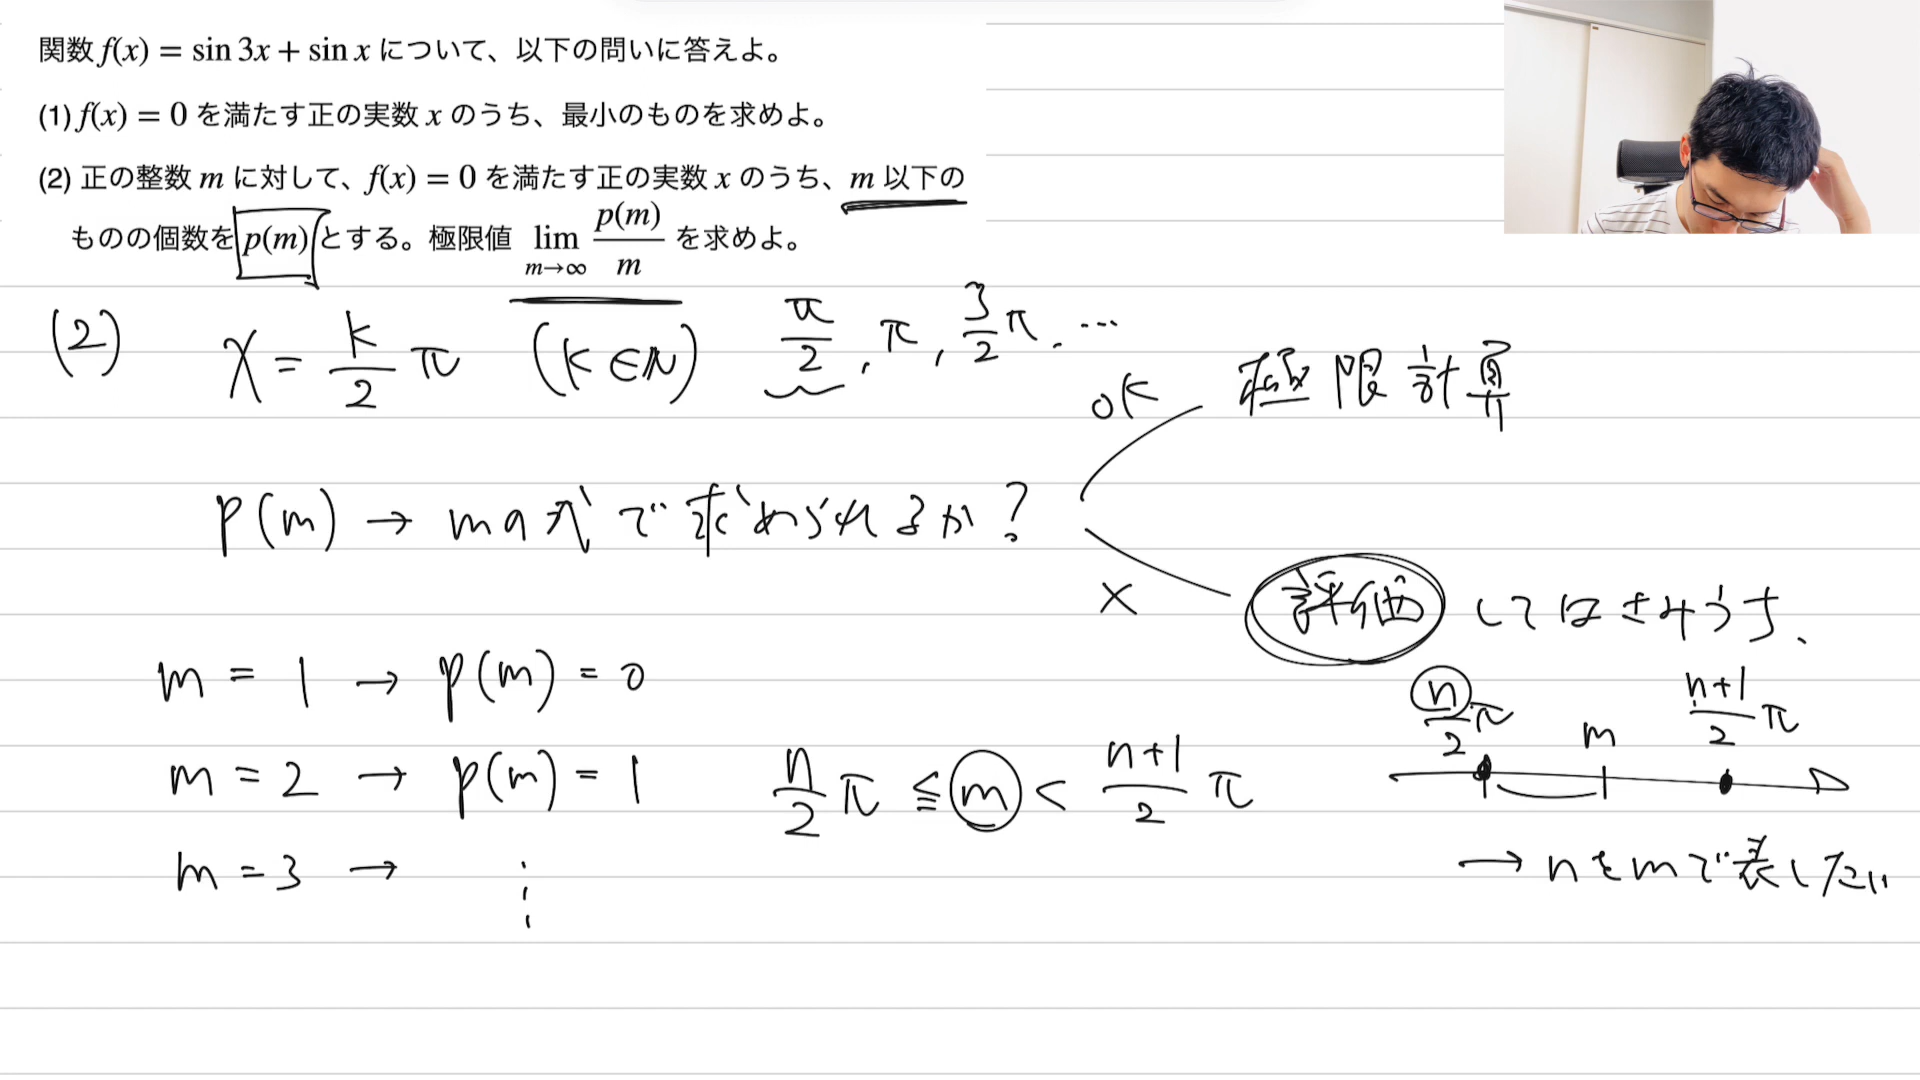 関数 f(x) = sin 3x + sin x について、以下の問いに答えよ。
(1) f(x) = 0 を満たす正の実数 x のうち、最小のものを求めよ。
(2) 正の整数 m に対して、f(x) = 0 を満たす正の実数 x のうち、m 以下の
ものの個数を p(m) とする。極限値 lim_{m→∞} p(m)/m を求めよ。
(2) x = k/2 π (k ∈ N) π/2, π, 3/2 π, …
OK 極限計算
p(m) → mの式で求められるか?
× 評価してはさみうち、
m = 1 → p(m) = 0
m = 2 → p(m) = 1
n/2 π ≦ m < n+1/2 π
n/2 π m n+1/2 π
m = 3 → ⋮
→ nをmで表したい